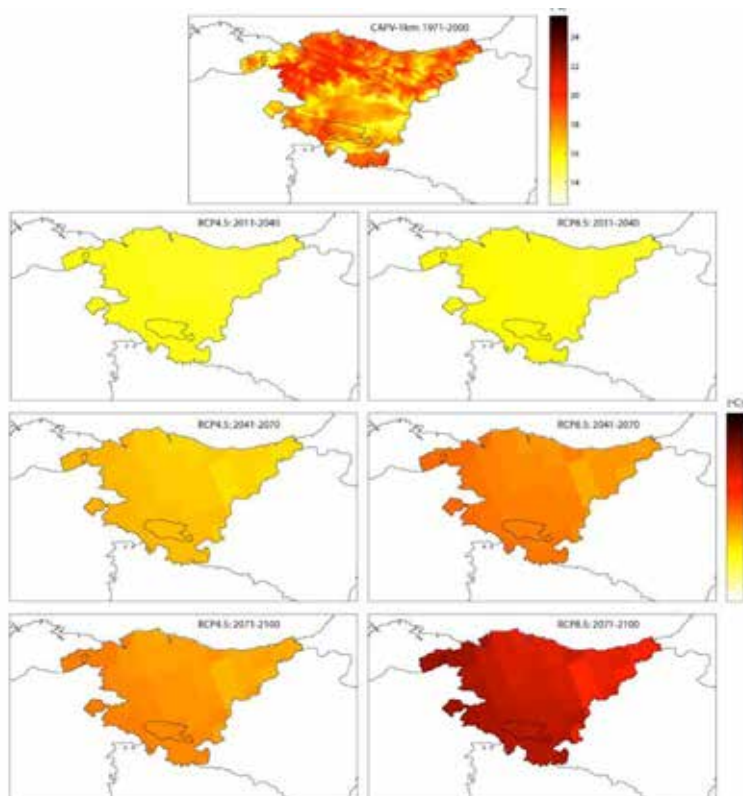 CAPV-1km: 1971-2000
24
22
20
18
16
14
RCP4.5: 2011-2040
RCP8.5: 2011-2040
(°C)
RCP4.5: 2041-2070
RCP8.5: 2041-2070
RCP4.5: 2071-2100
RCP8.5: 2071-2100